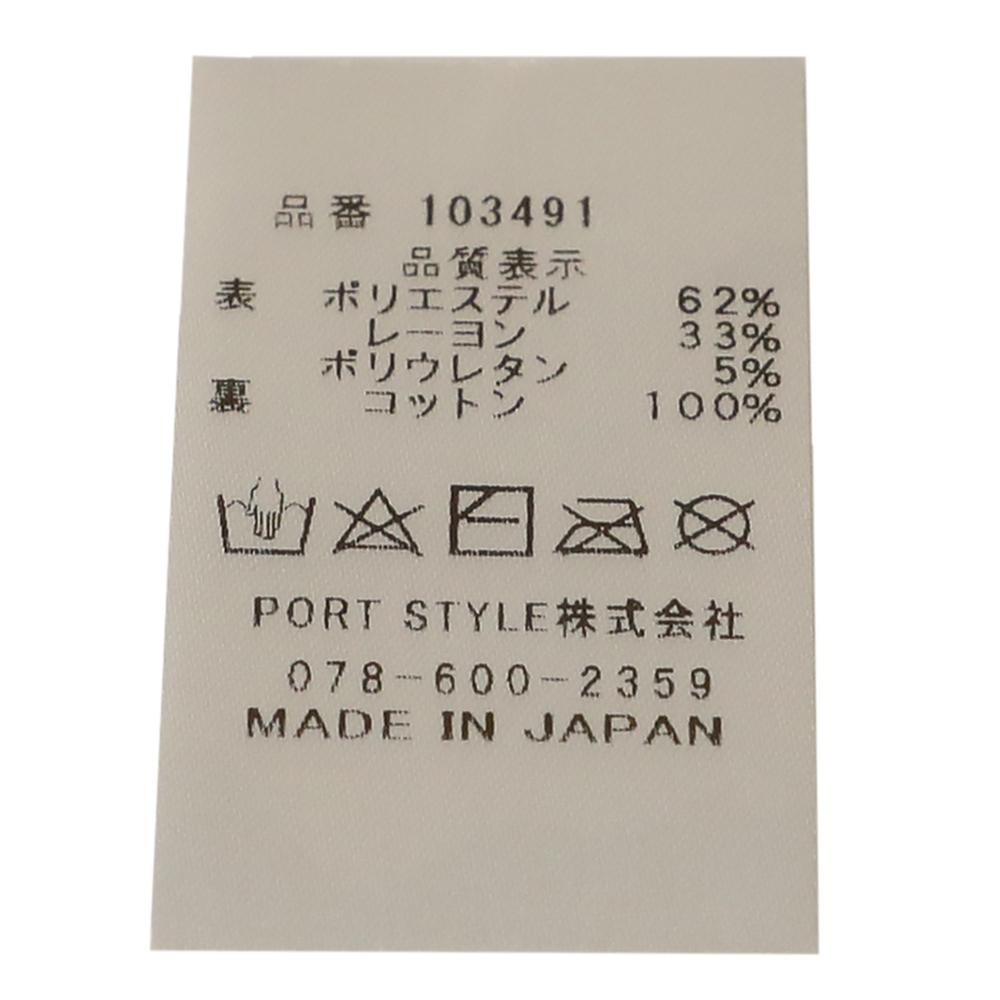 品番 103491
品質表示
表 ポリエステル 62%
レーヨン 33%
ポリウレタン 5%
裏 コットン 100%
PORT STYLE株式会社
078-600-2359
MADE IN JAPAN